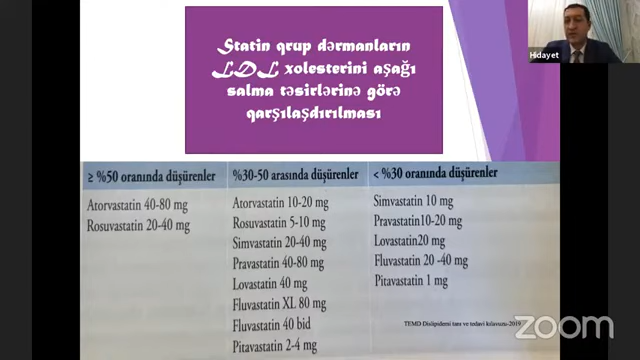 Statin qrup dərmanların
LDL xolesterini aşağı
salma təsirlərinə görə
qarşılaşdırılması
Hidayet
≥ %50 oranında düşürenler
%30-50 arasında düşürenler
< %30 oranında düşürenler
Atorvastatin 40-80 mg
Rosuvastatin 20-40 mg
Atorvastatin 10-20 mg
Rosuvastatin 5-10 mg
Simvastatin 20-40 mg
Pravastatin 40-80 mg
Lovastatin 40 mg
Fluvastatin XL 80 mg
Fluvastatin 40 bid
Pitavastatin 2-4 mg
Simvastatin 10 mg
Pravastatin10-20 mg
Lovastatin20 mg
Fluvastatin 20 -40 mg
Pitavastatin 1 mg
TEMD Dislipidemi tanı ve tedavi kılavuzu-2019
zoom